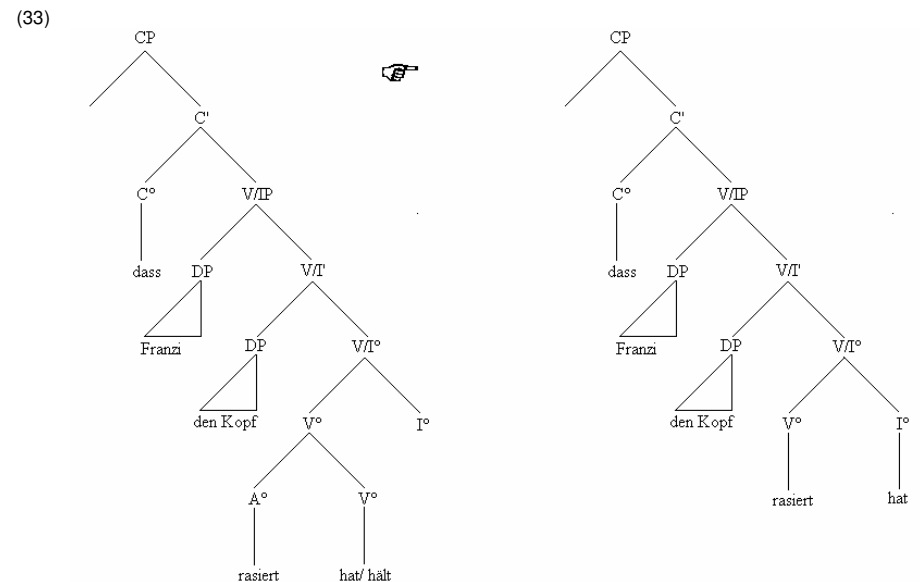 (33)
CP CP
C' C'
C° V/IP C° V/IP
dass DP V/I' dass DP V/I'
Franzi DP V/I° Franzi DP V/I°
den Kopf V° I° den Kopf V° I°
A° V° rasiert hat
rasiert hat/ hält